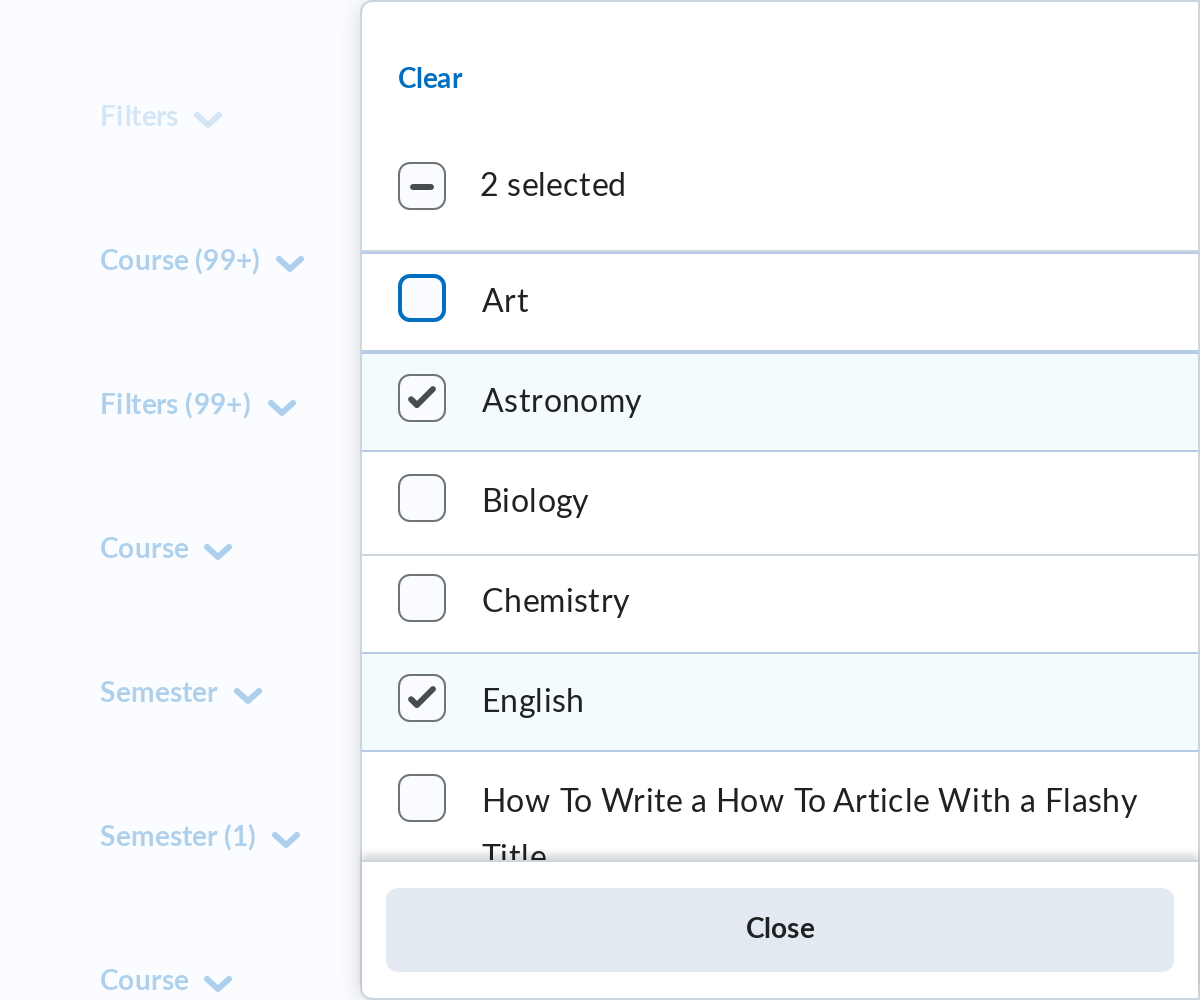 Filters
Course (99+)
Filters (99+)
Course
Semester
Semester (1)
Course
Clear
2 selected
Art
Astronomy
Biology
Chemistry
English
How To Write a How To Article With a Flashy
Title
Close